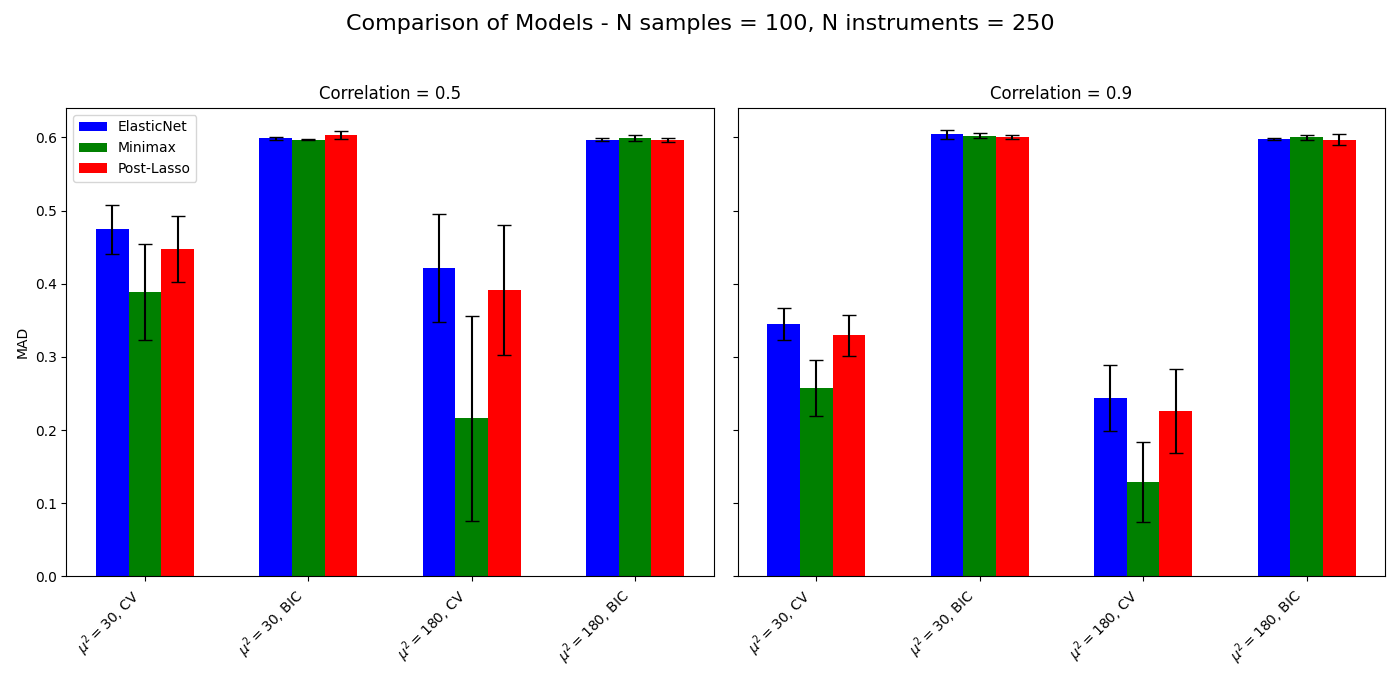 Comparison of Models - N samples = 100, N instruments = 250
Correlation = 0.5
ElasticNet
Minimax
Post-Lasso
MAD
0.6
0.5
0.4
0.3
0.2
0.1
0.0
μ² = 30, CV
μ² = 30, BIC
μ² = 180, CV
μ² = 180, BIC
Correlation = 0.9
μ² = 30, CV
μ² = 30, BIC
μ² = 180, CV
μ² = 180, BIC